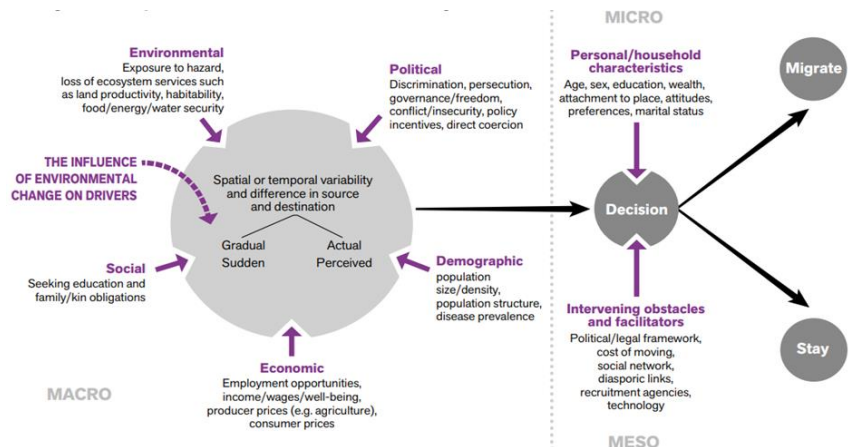 MICRO
Environmental
Exposure to hazard,
loss of ecosystem services such
as land productivity, habitability,
food/energy/water security
Political
Discrimination, persecution,
governance/freedom,
conflict/insecurity, policy
incentives, direct coercion
Personal/household
characteristics
Age, sex, education, wealth,
attachment to place, attitudes,
preferences, marital status
Migrate
THE INFLUENCE
OF ENVIRONMENTAL
CHANGE ON DRIVERS
Spatial or temporal variability
and difference in source
and destination
Gradual
Sudden
Actual
Perceived
Decision
Social
Seeking education and
family/kin obligations
Demographic
population
size/density,
population structure,
disease prevalence
Economic
Employment opportunities,
income/wages/well-being,
producer prices (e.g. agriculture),
consumer prices
Intervening obstacles
and facilitators
Political/legal framework,
cost of moving,
social network,
diasporic links,
recruitment agencies,
technology
Stay
MACRO
MESO